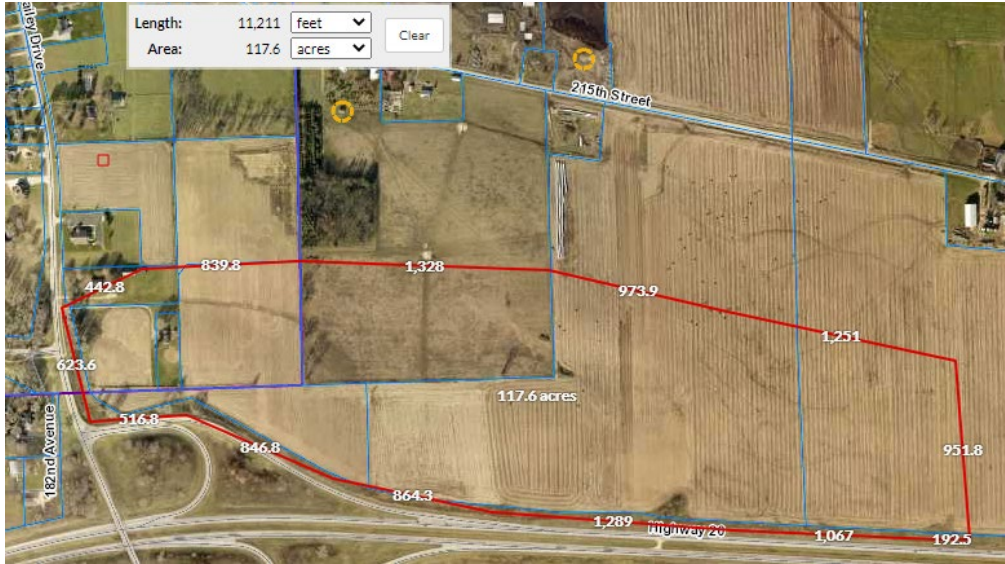 ailey Drive
Length: 11,211 feet
Area: 117.6 acres
Clear
215th Street
839.8
1,328
442.8
973.9
1,251
623.6
117.6 acres
516.8
846.8
951.8
182nd Avenue
864.3
1,289
Highway 20
1,067
192.5